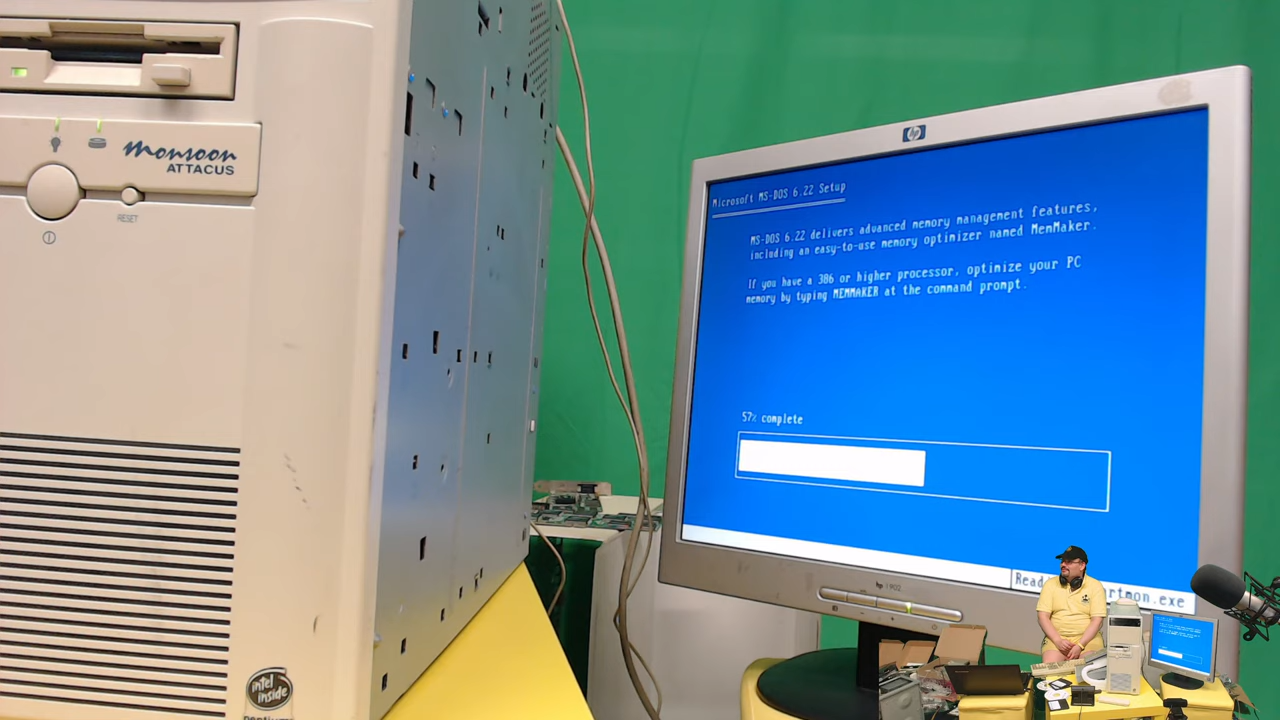 Monsoon
ATTACUS
RESET
intel
inside
hp
Microsoft MS-DOS 6.22 Setup
MS-DOS 6.22 delivers advanced memory management features,
including an easy-to-use memory optimizer named MemMaker.
If you have a 386 or higher processor, optimize your PC
memory by typing MEMMAKER at the command prompt.
57% complete
Read
rtmon.exe
hp